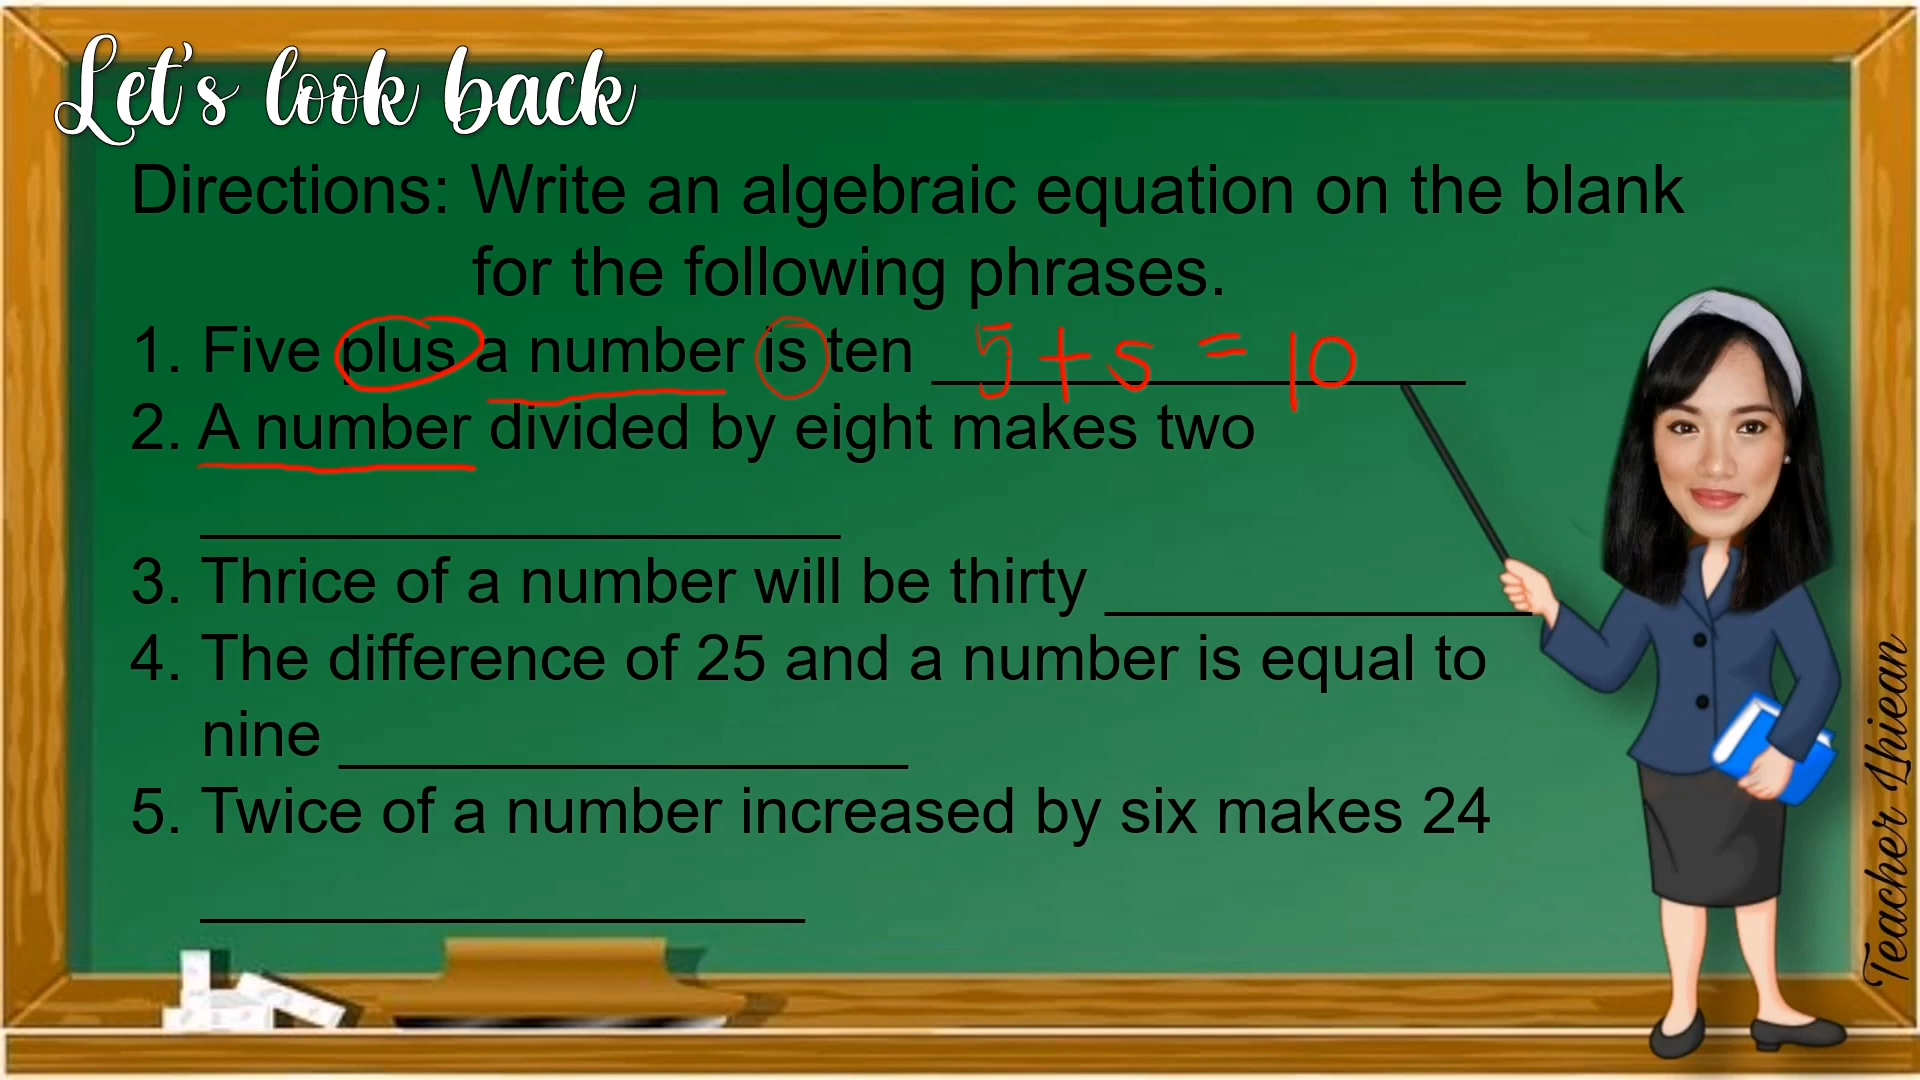 Let's look back
Directions: Write an algebraic equation on the blank
for the following phrases.
1. Five plus a number is ten 5 + s = 10
2. A number divided by eight makes two
3. Thrice of a number will be thirty
4. The difference of 25 and a number is equal to
nine
5. Twice of a number increased by six makes 24
Teacher Lhiean